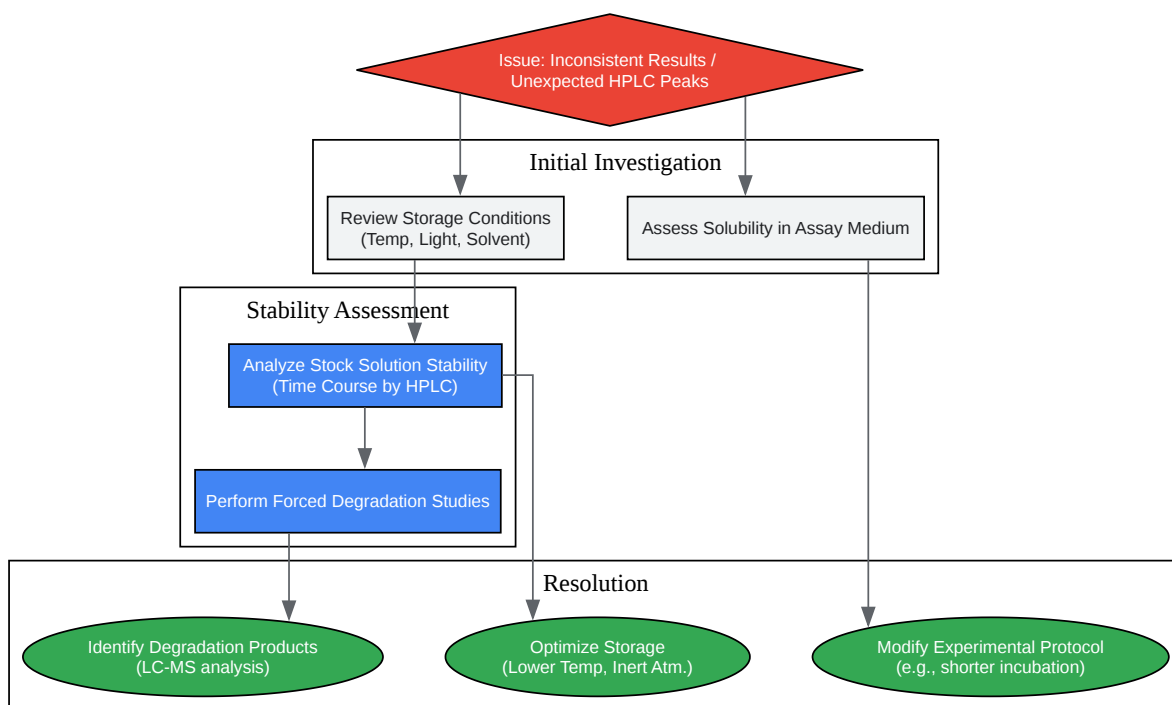 Issue: Inconsistent Results /
Unexpected HPLC Peaks
Initial Investigation
Review Storage Conditions
(Temp, Light, Solvent)
Assess Solubility in Assay Medium
Stability Assessment
Analyze Stock Solution Stability
(Time Course by HPLC)
Perform Forced Degradation Studies
Resolution
Identify Degradation Products
(LC-MS analysis)
Optimize Storage
(Lower Temp, Inert Atm.)
Modify Experimental Protocol
(e.g., shorter incubation)